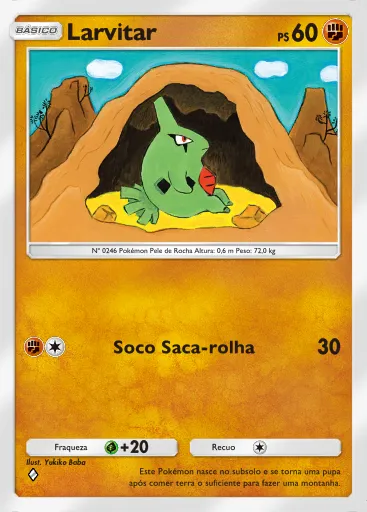 BÁSICO Larvitar PS 60
Nº 0246 Pokémon Pele de Rocha Altura: 0,6 m Peso: 72,0 kg
Soco Saca-rolha 30
Fraqueza +20 Recuo
Ilust. Yukiko Baba
Este Pokémon nasce no subsolo e se torna uma pupa
após comer terra o suficiente para fazer uma montanha.